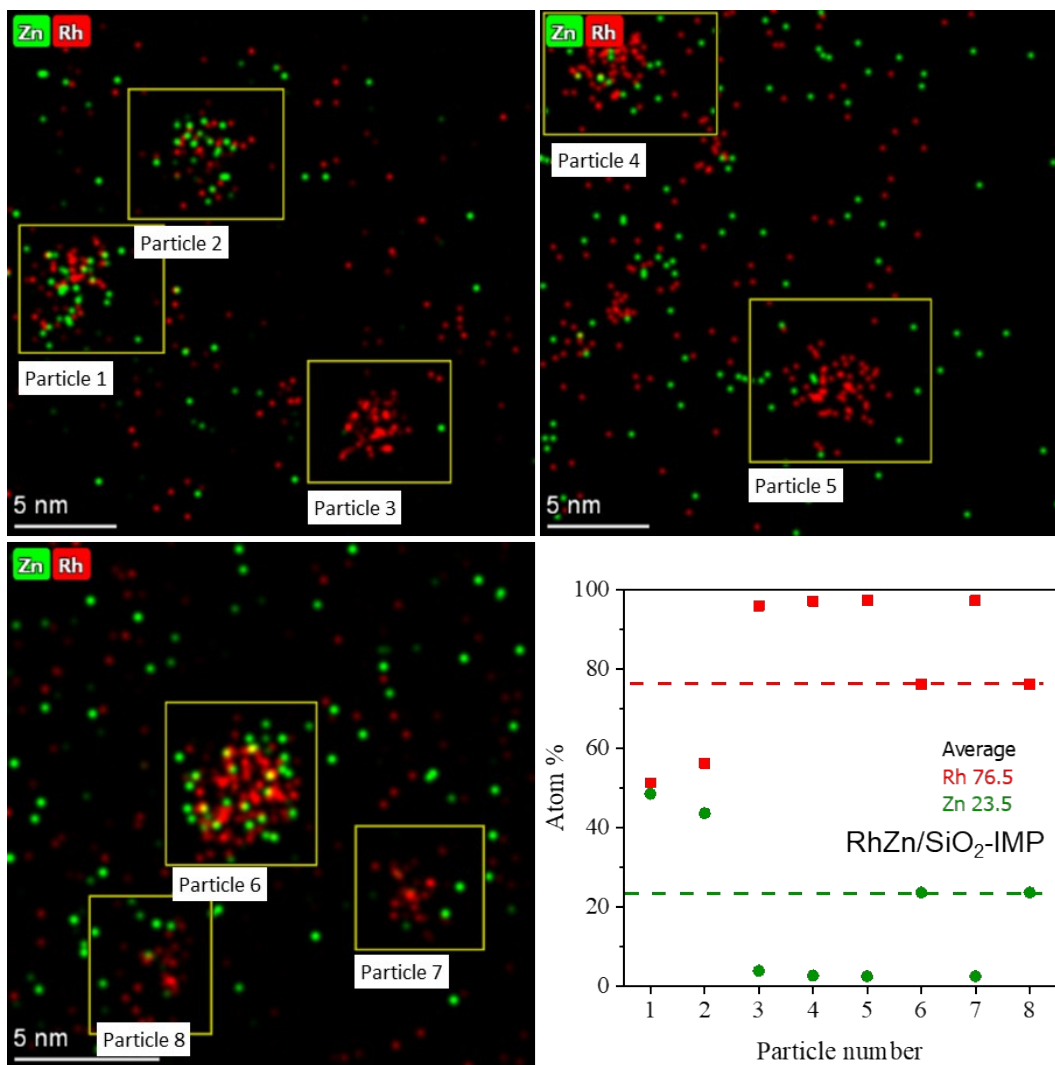 Zn Rh
Particle 2
Particle 1
Particle 3
5 nm
Zn Rh
Particle 4
Particle 5
5 nm
Zn Rh
Particle 6
Particle 7
Particle 8
5 nm
100
80
60
40
20
0
Atom %
Average
Rh 76.5
Zn 23.5
RhZn/SiO₂-IMP
1 2 3 4 5 6 7 8
Particle number